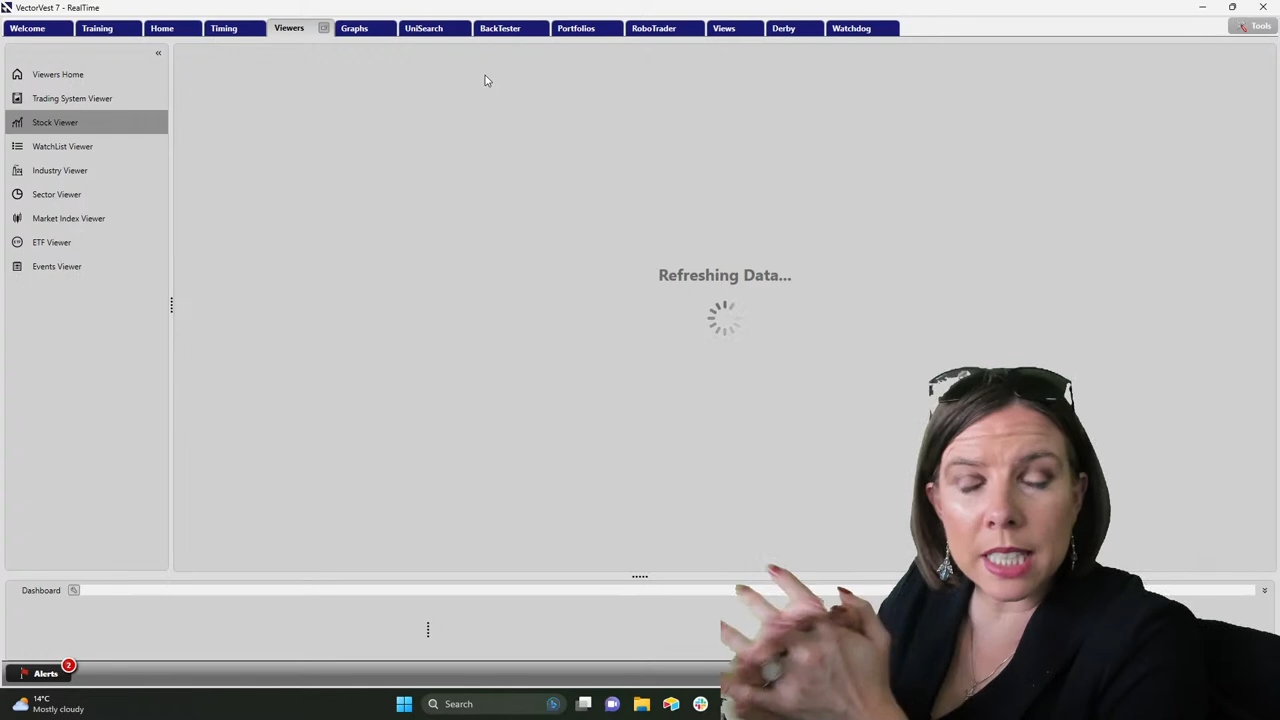 VectorVest 7 - RealTime
Tools
Welcome
Training
Home
Timing
Viewers
Graphs
UniSearch
BackTester
Portfolios
RoboTrader
Views
Derby
Watchdog
Viewers Home
Trading System Viewer
Stock Viewer
WatchList Viewer
Industry Viewer
Sector Viewer
Market Index Viewer
ETF Viewer
Events Viewer
Refreshing Data...
Dashboard
Alerts
2
14°C
Mostly cloudy
Search